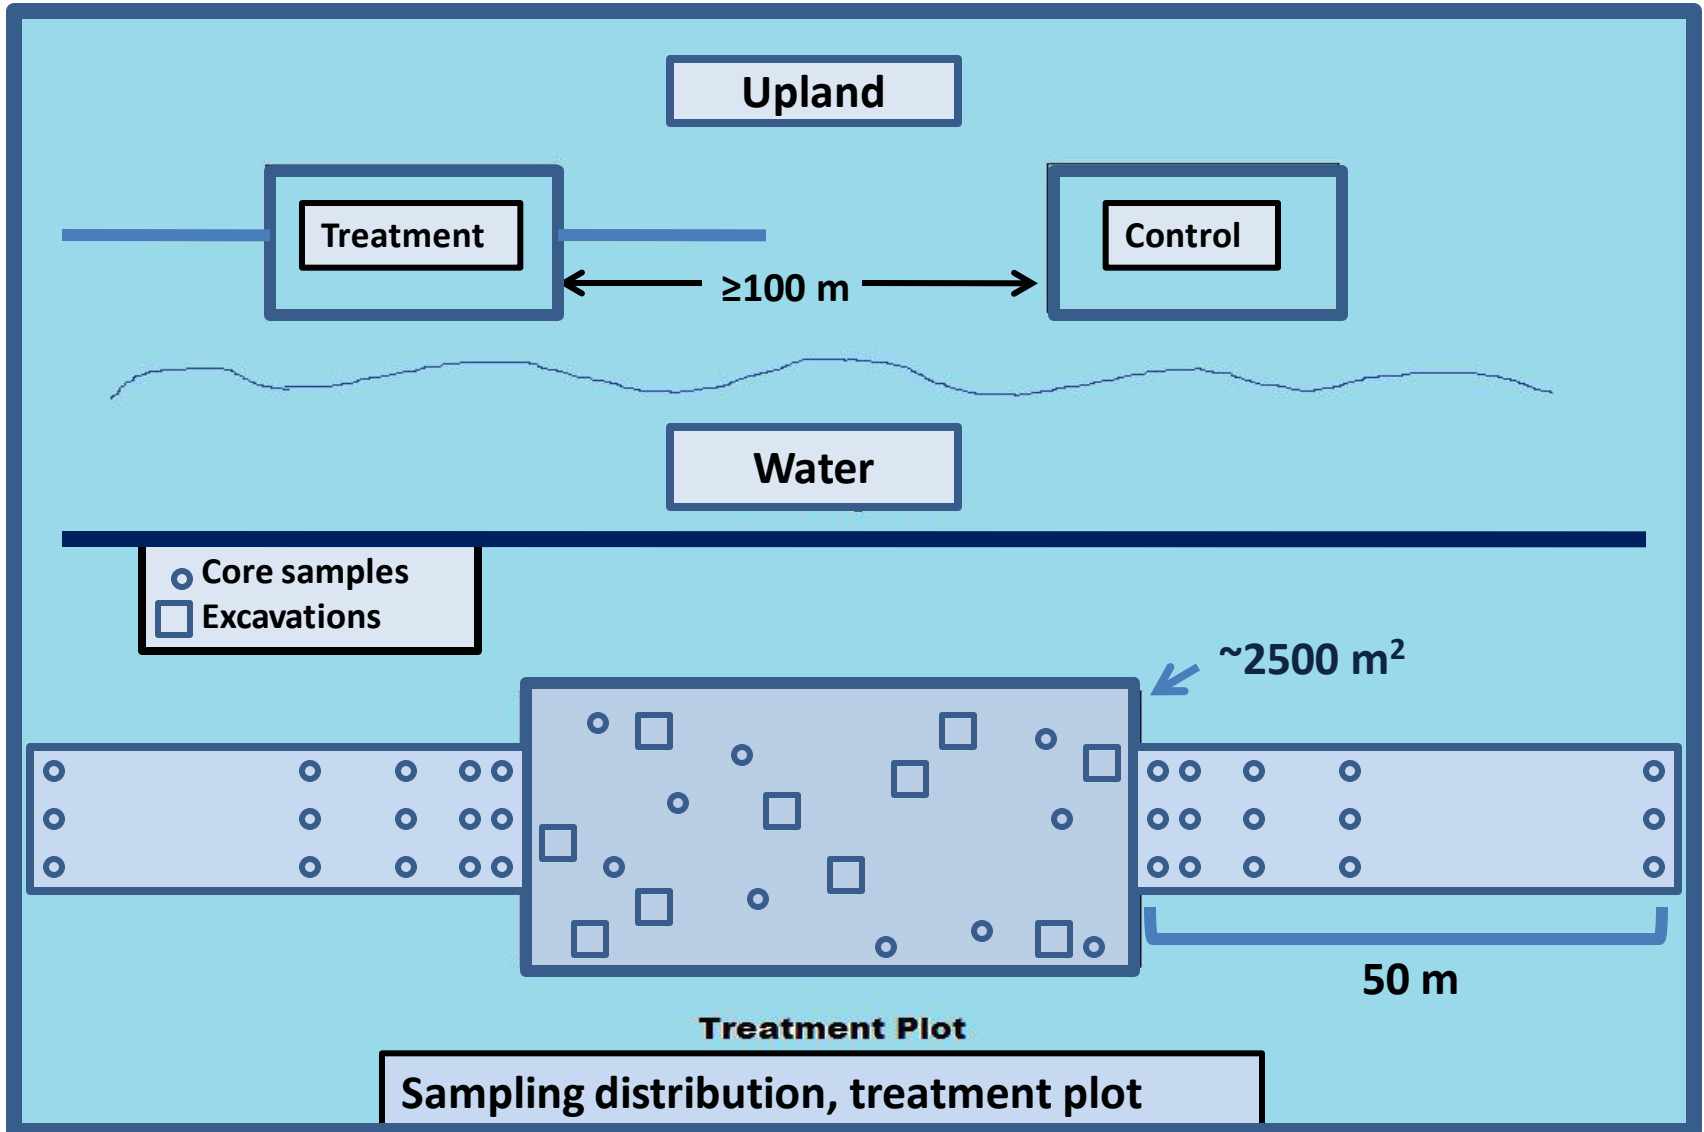 Upland
Treatment
Control
≥100 m
Water
Core samples
Excavations
~2500 m²
50 m
Treatment Plot
Sampling distribution, treatment plot